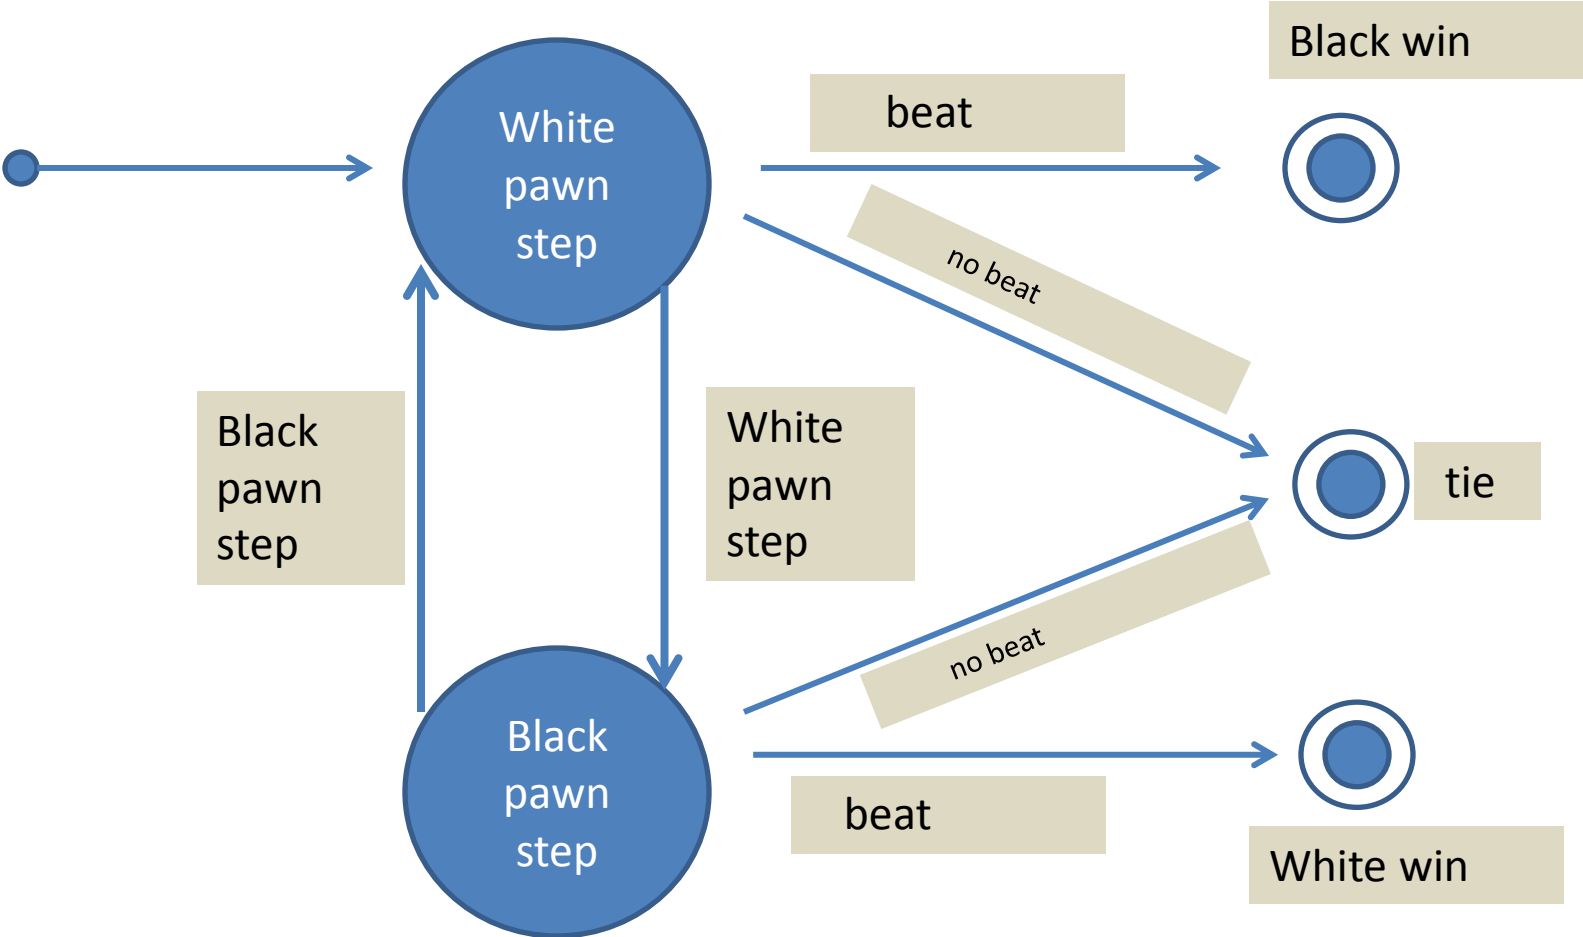 Black win
beat
White
pawn
step
no beat
Black
pawn
step
White
pawn
step
tie
no beat
Black
pawn
step
beat
White win